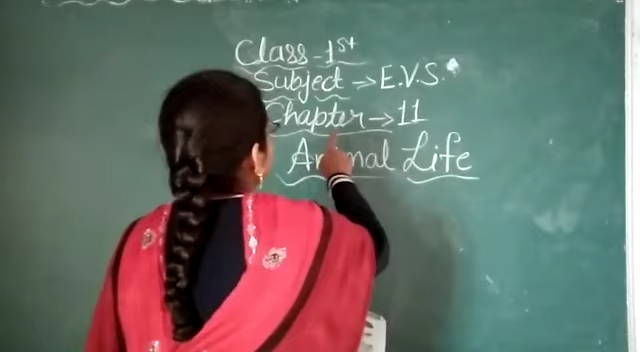 Class-1st
Subject → E.V.S.
Chapter → 11
Animal Life